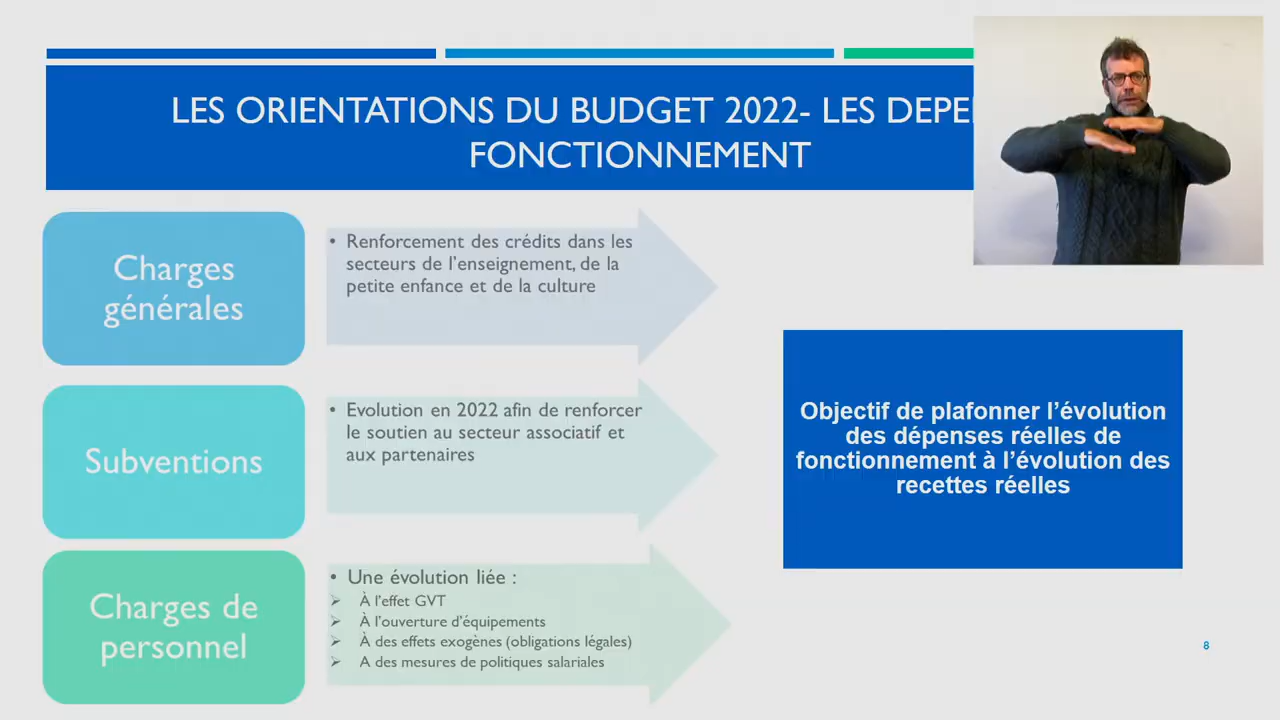 LES ORIENTATIONS DU BUDGET 2022- LES
FONCTIONNEMENT
Charges
générales
• Renforcement des crédits dans les
secteurs de l’enseignement, de la
petite enfance et de la culture
Subventions
• Evolution en 2022 afin de renforcer
le soutien au secteur associatif et
aux partenaires
Charges de
personnel
• Une évolution liée :
➢ À l’effet GVT
➢ À l’ouverture d’équipements
➢ À des effets exogènes (obligations légales)
➢ A des mesures de politiques salariales
Objectif de plafonner l’évolution
des dépenses réelles de
fonctionnement à l’évolution des
recettes réelles
8